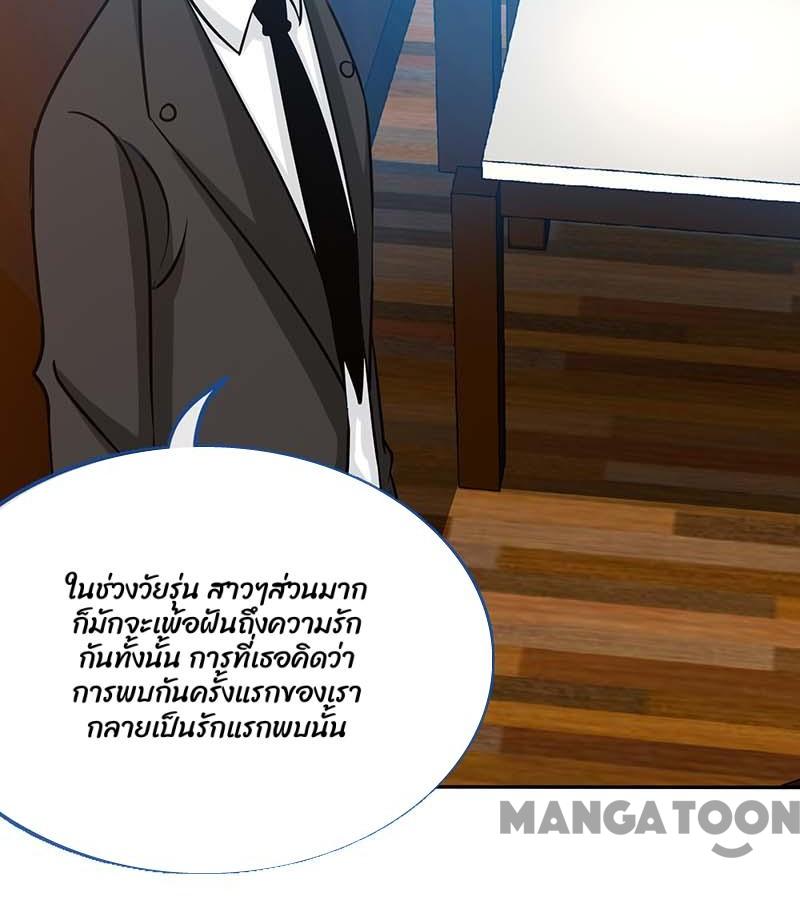 ในช่วงวัยรุ่น สาวๆส่วนมาก
ก็มักจะเพ้อฝันถึงความรัก
กันทั้งนั้น การที่เธอคิดว่า
การพบกันครั้งแรกของเรา
กลายเป็นรักแรกพบนั้น
MANGATOON